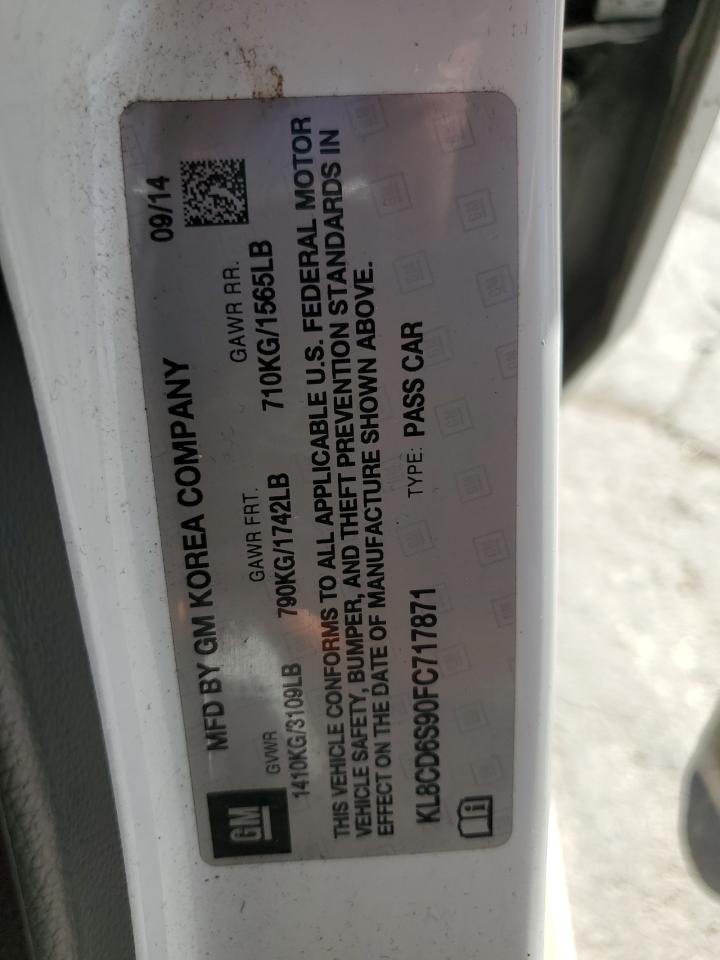 GM
MFD BY GM KOREA COMPANY 09/14
GVWR GAWR FRT. GAWR RR.
1410KG/3109LB 790KG/1742LB 710KG/1565LB
THIS VEHICLE CONFORMS TO ALL APPLICABLE U.S. FEDERAL MOTOR
VEHICLE SAFETY, BUMPER, AND THEFT PREVENTION STANDARDS IN
EFFECT ON THE DATE OF MANUFACTURE SHOWN ABOVE.
KL8CD6S90FC717871 TYPE: PASS CAR